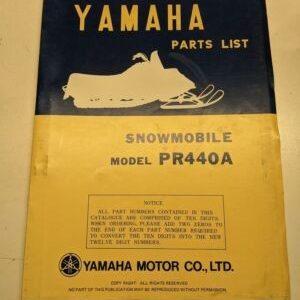 YAMAHA
PARTS LIST
SNOWMOBILE
MODEL PR440A
NOTICE
ALL PART NUMBERS CONTAINED IN THIS
CATALOGUE ARE COMPRISED OF TEN DIGITS.
WHEN ORDERING, PLEASE ADD TWO ZEROS TO
THE END OF EACH PART NUMBER REQUIRED
TO CONVERT THE TEN DIGITS INTO THE NEW
TWELVE DIGIT NUMBERS.
YAMAHA MOTOR CO., LTD.
COPY RIGHT ALL RIGHTS RESERVED
NO PART OF THIS PUBLICATION MAY BE REPRODUCED WITHOUT PERMISSION.